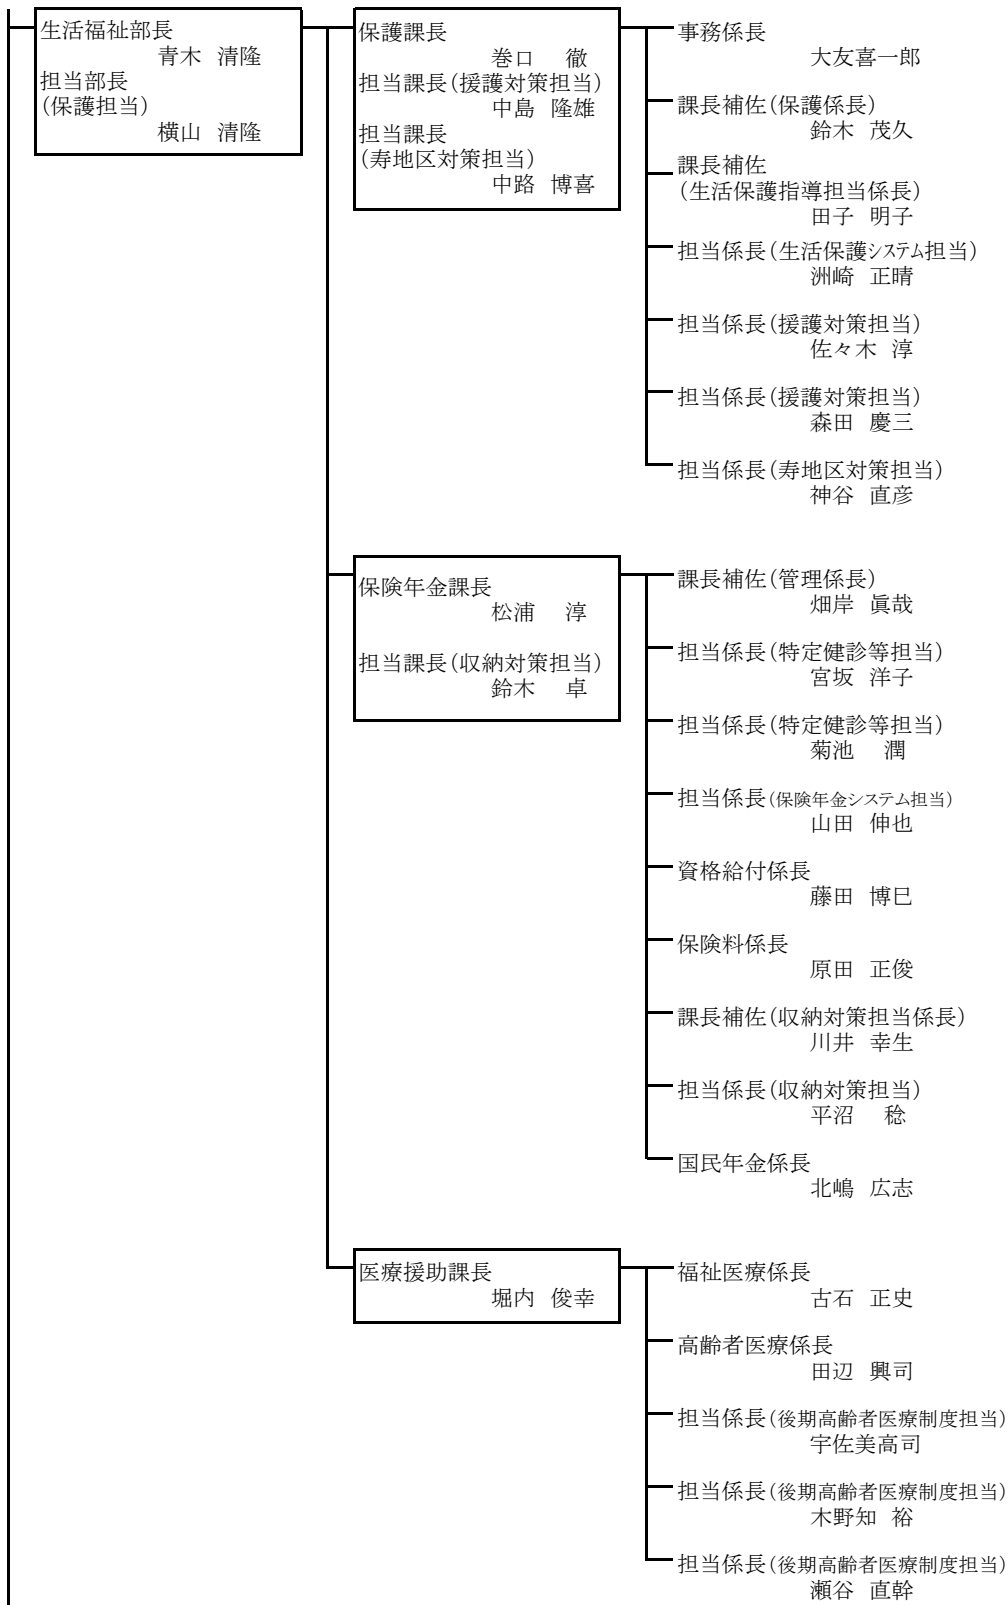 生活福祉部長
青木 清隆
担当部長
(保護担当)
横山 清隆
保護課長
巻口 徹
担当課長(援護対策担当)
中島 隆雄
担当課長
(寿地区対策担当)
中路 博喜
事務係長
大友喜一郎
課長補佐(保護係長)
鈴木 茂久
課長補佐
(生活保護指導担当係長)
田子 明子
担当係長(生活保護システム担当)
洲崎 正晴
担当係長(援護対策担当)
佐々木 淳
担当係長(援護対策担当)
森田 慶三
担当係長(寿地区対策担当)
神谷 直彦
保険年金課長
松浦 淳
担当課長(収納対策担当)
鈴木 卓
課長補佐(管理係長)
畑岸 眞哉
担当係長(特定健診等担当)
宮坂 洋子
担当係長(特定健診等担当)
菊池 潤
担当係長(保険年金システム担当)
山田 伸也
資格給付係長
藤田 博巳
保険料係長
原田 正俊
課長補佐(収納対策担当係長)
川井 幸生
担当係長(収納対策担当)
平沼 稔
国民年金係長
北嶋 広志
医療援助課長
堀内 俊幸
福祉医療係長
古石 正史
高齢者医療係長
田辺 興司
担当係長(後期高齢者医療制度担当)
宇佐美高司
担当係長(後期高齢者医療制度担当)
木野知 裕
担当係長(後期高齢者医療制度担当)
瀬谷 直幹